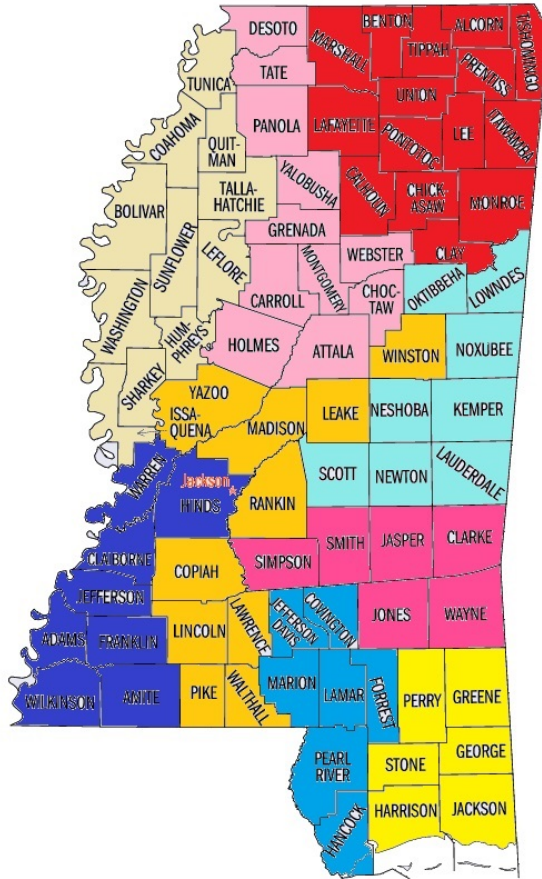 DESOTO
BENTON
ALCORN
TISHOMINGO
MARSHALL
TIPPAH
PRENTISS
TATE
TUNICA
UNION
COAHOMA
PANOLA
LAFAYETTE
PONTOTOC
LEE
ITAWAMBA
QUIT-
MAN
YALOBUSHA
CALHOUN
CHICK-
ASAW
MONROE
BOLIVAR
TALLA-
HATCHIE
SUNFLOWER
LEFLORE
GRENADA
WEBSTER
CLAY
MONTGOMERY
OKTIBBEHA
LOWNDES
WASHINGTON
CARROLL
CHOC-
TAW
HUM-
PHREYS
HOLMES
ATTALA
WINSTON
NOXUBEE
SHARKEY
YAZOO
ISSA-
QUENA
MADISON
LEAKE
NESHOBA
KEMPER
WARREN
Jackson
HINDS
RANKIN
SCOTT
NEWTON
LAUDERDALE
CLAIBORNE
COPIAH
SIMPSON
SMITH
JASPER
CLARKE
JEFFERSON
ADAMS
FRANKLIN
LINCOLN
LAWRENCE
JEFFERSON
DAVIS
COVINGTON
JONES
WAYNE
WILKINSON
AMITE
PIKE
WALTHALL
MARION
LAMAR
FORREST
PERRY
GREENE
PEARL
RIVER
STONE
GEORGE
HANCOCK
HARRISON
JACKSON